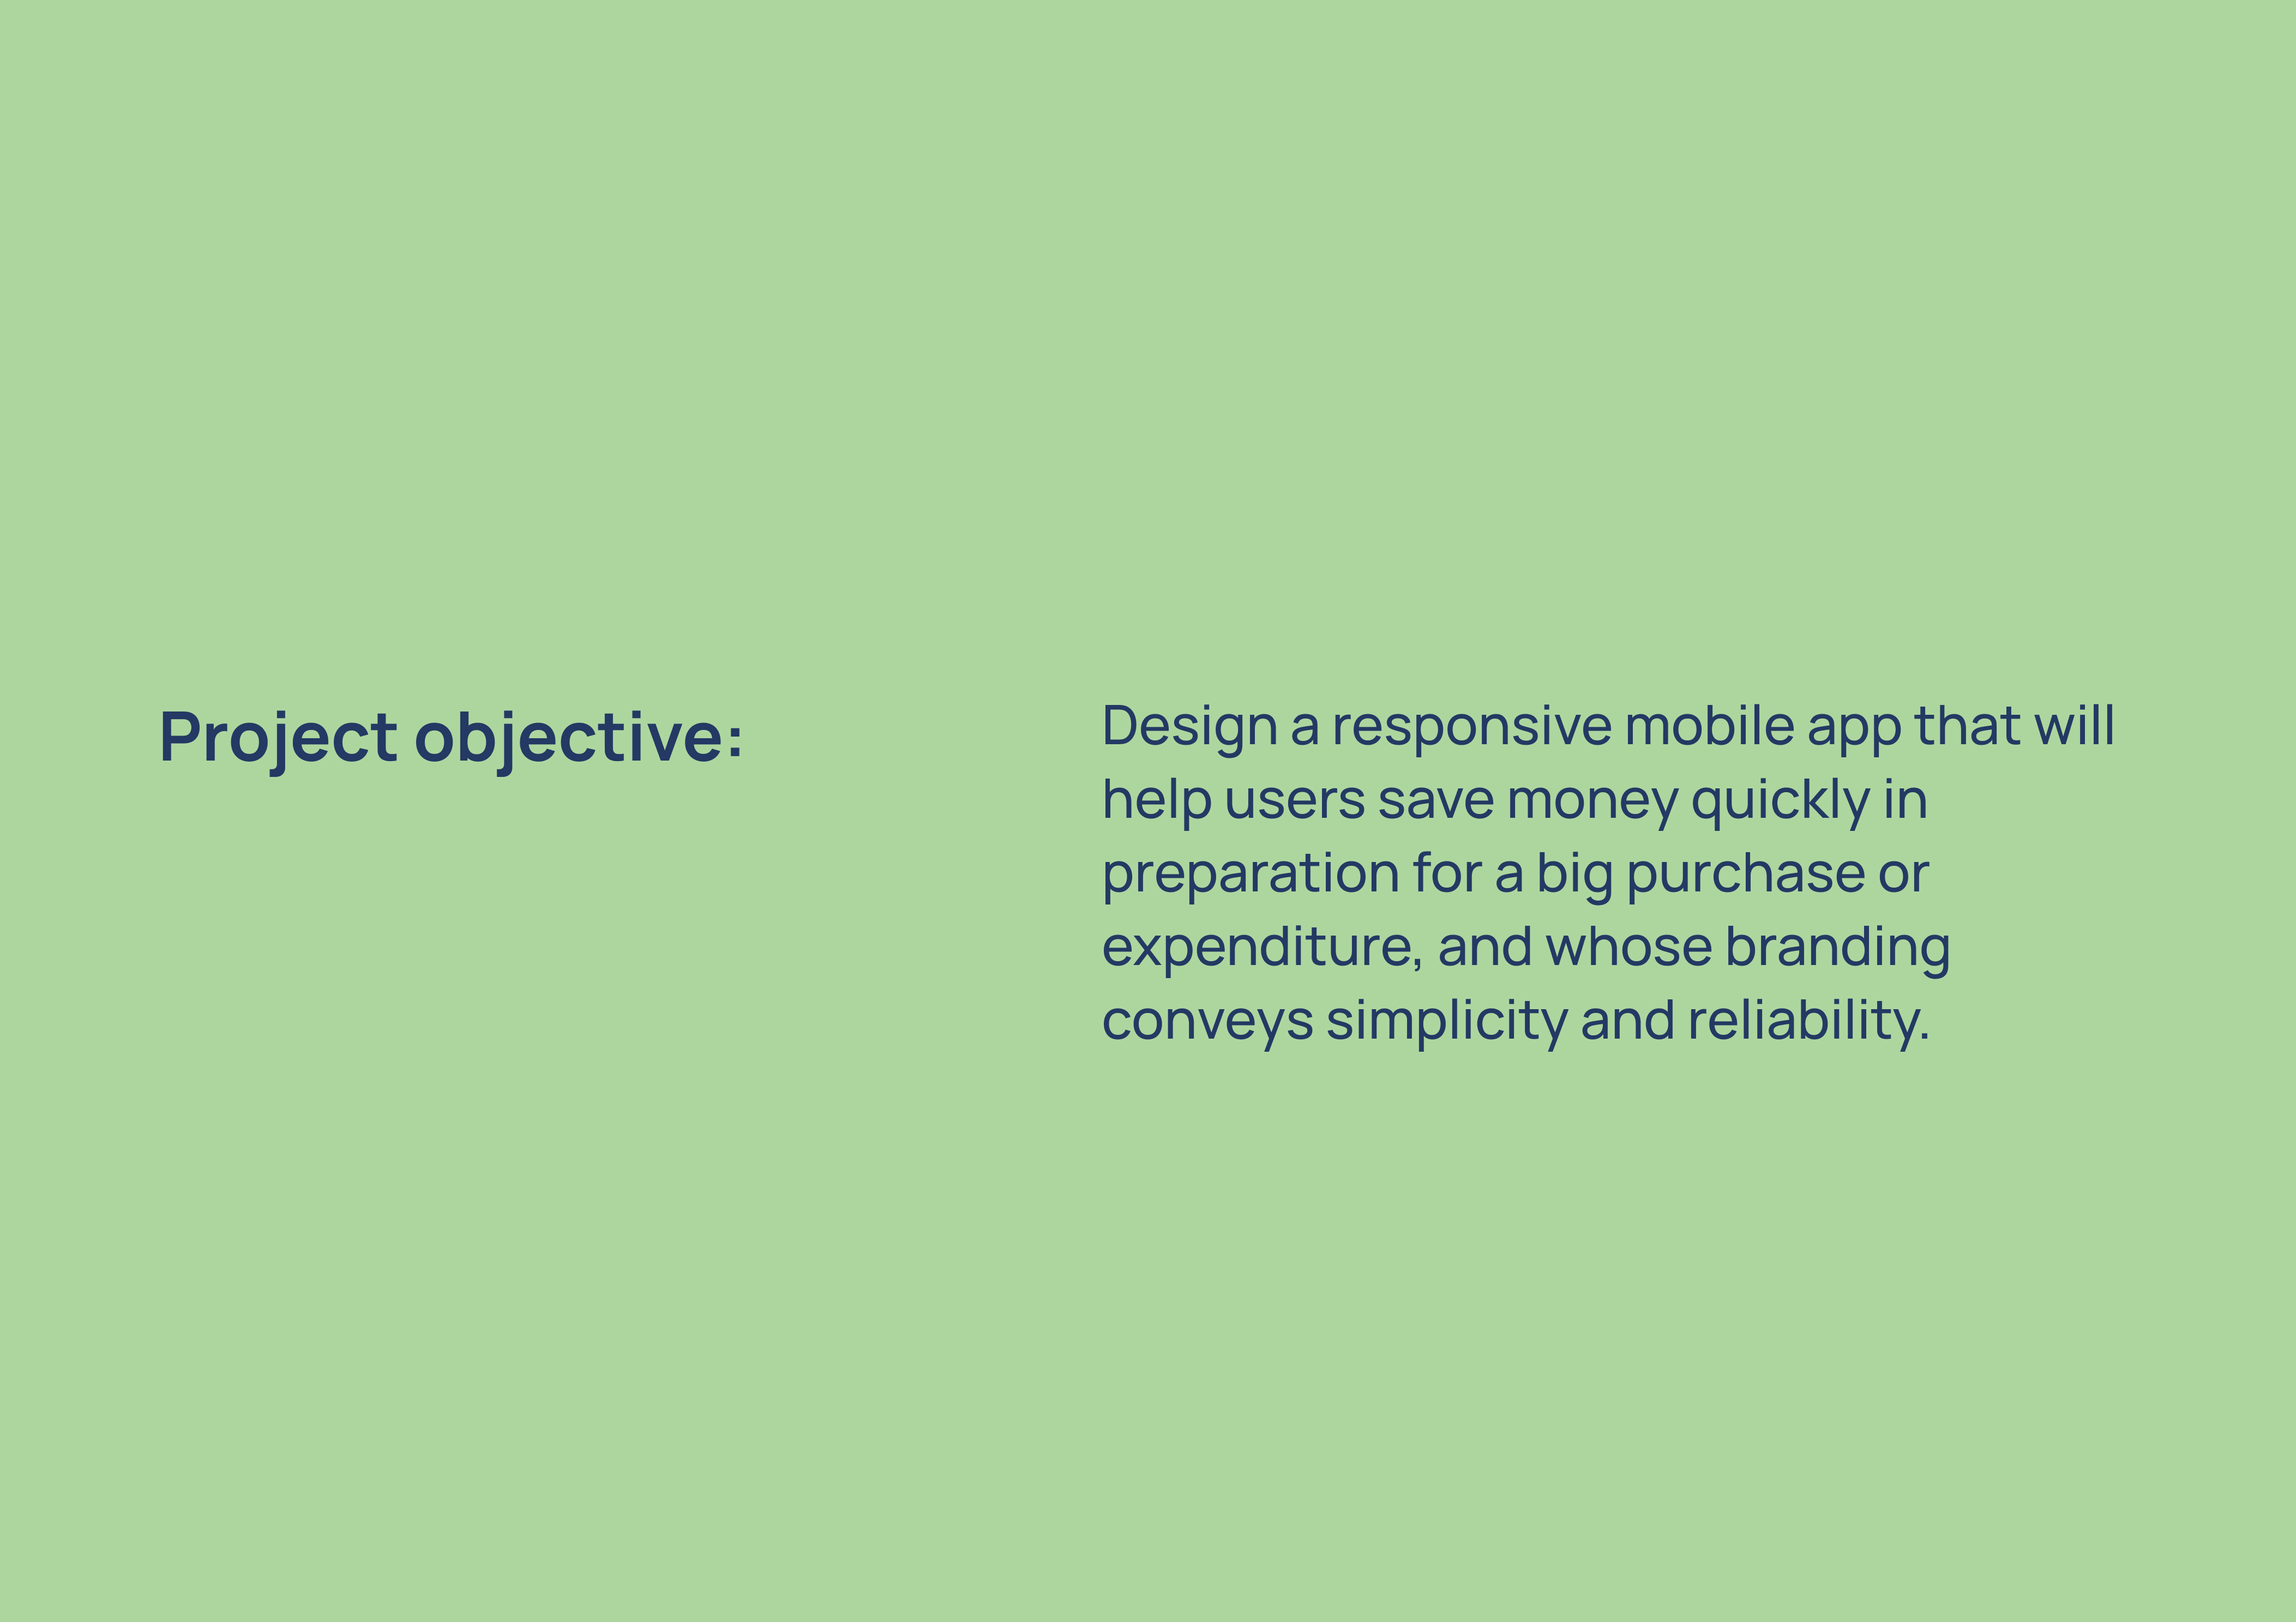 Project objective:
Design a responsive mobile app that will
help users save money quickly in
preparation for a big purchase or
expenditure, and whose branding
conveys simplicity and reliability.